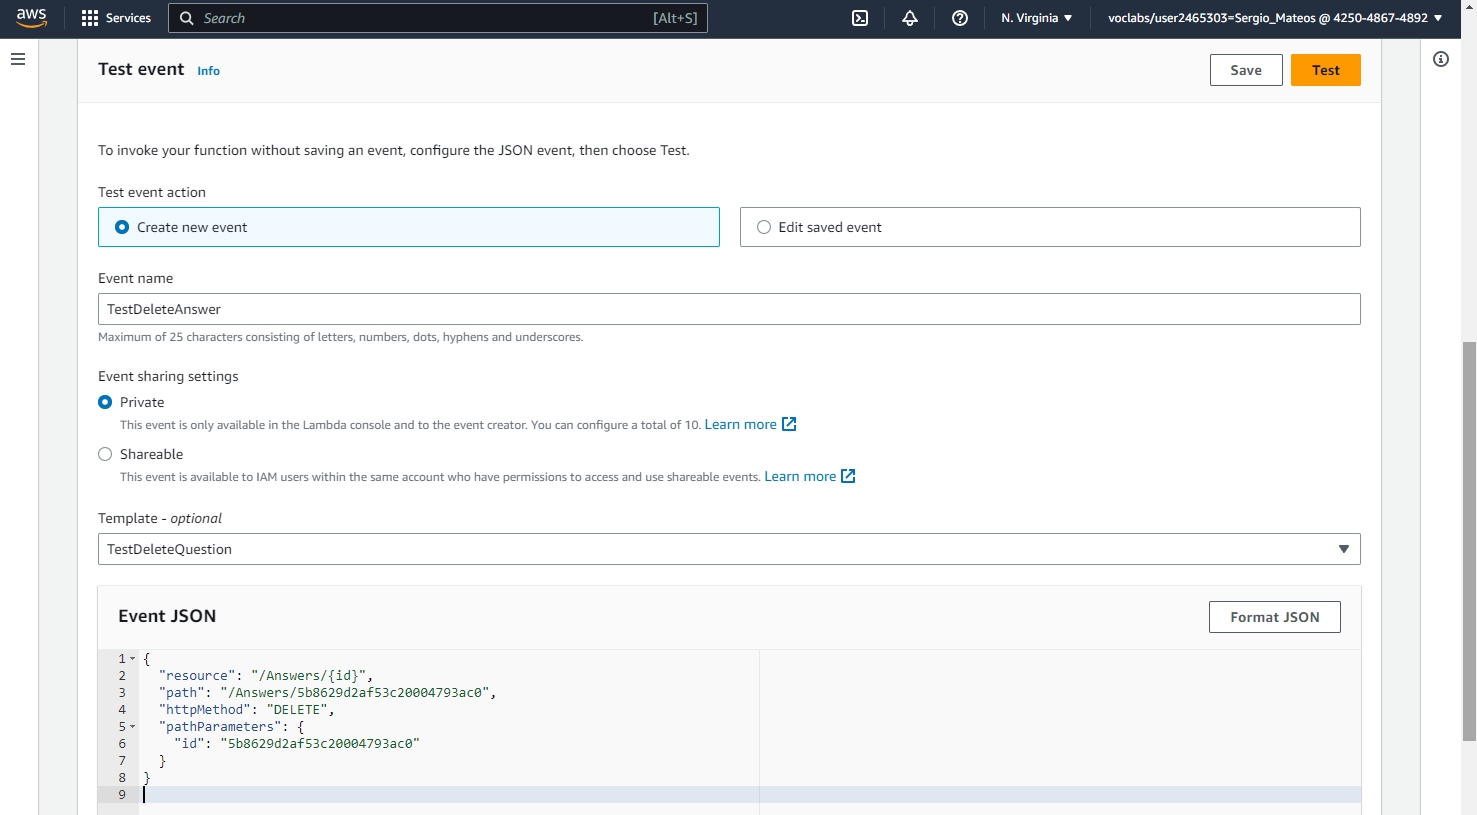 aws Services Search [Alt+S] N. Virginia voclabs/user2465303=Sergio_Mateos @ 4250-4867-4892
Test event Info Save Test
To invoke your function without saving an event, configure the JSON event, then choose Test.
Test event action
Create new event Edit saved event
Event name
TestDeleteAnswer
Maximum of 25 characters consisting of letters, numbers, dots, hyphens and underscores.
Event sharing settings
Private
This event is only available in the Lambda console and to the event creator. You can configure a total of 10. Learn more
Shareable
This event is available to IAM users within the same account who have permissions to access and use shareable events. Learn more
Template - optional
TestDeleteQuestion
Event JSON Format JSON
1 {
2 "resource": "/Answers/{id}",
3 "path": "/Answers/5b8629d2af53c20004793ac0",
4 "httpMethod": "DELETE",
5 "pathParameters": {
6 "id": "5b8629d2af53c20004793ac0"
7 }
8 }
9